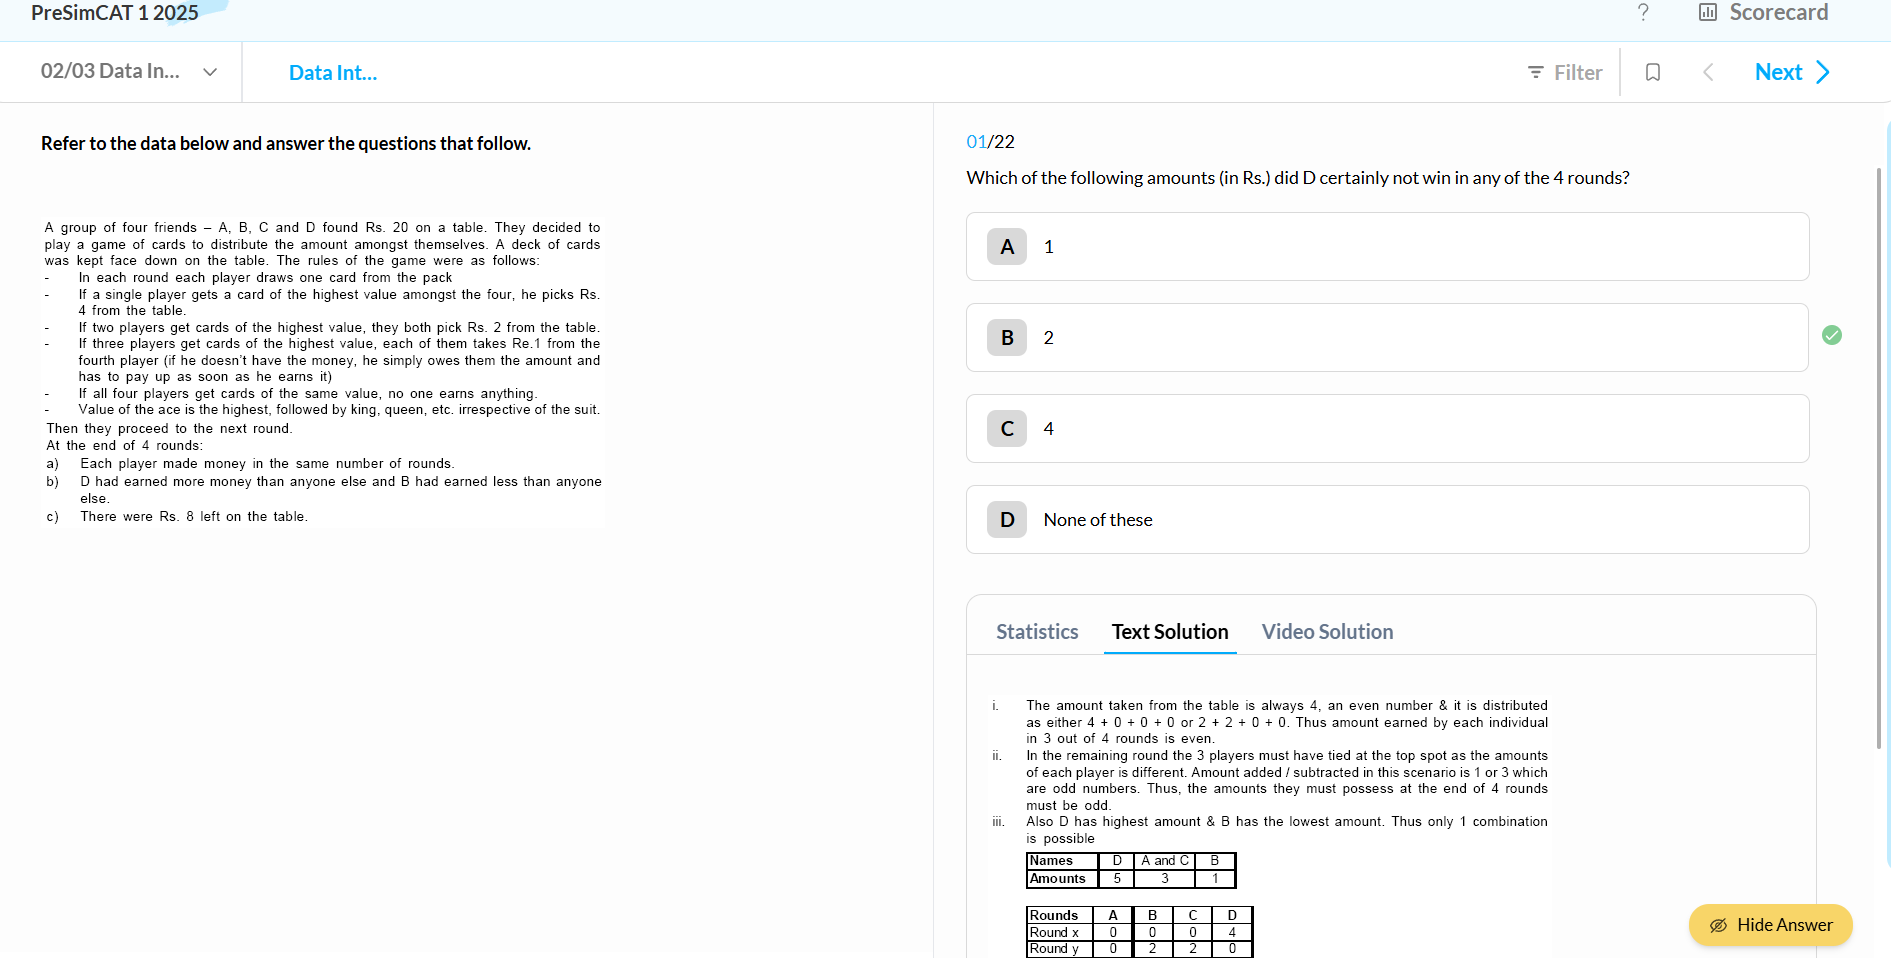 PreSimCAT 1 2025
? Scorecard
02/03 Data In...
Data Int...
Filter
Next
Refer to the data below and answer the questions that follow.
A group of four friends – A, B, C and D found Rs. 20 on a table. They decided to
play a game of cards to distribute the amount amongst themselves. A deck of cards
was kept face down on the table. The rules of the game were as follows:
- In each round each player draws one card from the pack
- If a single player gets a card of the highest value amongst the four, he picks Rs.
4 from the table.
- If two players get cards of the highest value, they both pick Rs. 2 from the table.
- If three players get cards of the highest value, each of them takes Re.1 from the
fourth player (if he doesn't have the money, he simply owes them the amount and
has to pay up as soon as he earns it)
- If all four players get cards of the same value, no one earns anything.
- Value of the ace is the highest, followed by king, queen, etc. irrespective of the suit.
Then they proceed to the next round.
At the end of 4 rounds:
a) Each player made money in the same number of rounds.
b) D had earned more money than anyone else and B had earned less than anyone
else.
c) There were Rs. 8 left on the table.
01/22
Which of the following amounts (in Rs.) did D certainly not win in any of the 4 rounds?
A 1
B 2
C 4
D None of these
Statistics Text Solution Video Solution
i. The amount taken from the table is always 4, an even number & it is distributed
as either 4 + 0 + 0 + 0 or 2 + 2 + 0 + 0. Thus amount earned by each individual
in 3 out of 4 rounds is even.
ii. In the remaining round the 3 players must have tied at the top spot as the amounts
of each player is different. Amount added / subtracted in this scenario is 1 or 3 which
are odd numbers. Thus, the amounts they must possess at the end of 4 rounds
must be odd.
iii. Also D has highest amount & B has the lowest amount. Thus only 1 combination
is possible
Names D A and C B
Amounts 5 3 1
Rounds A B C D
Round x 0 0 0 4
Round y 0 2 2 0
Hide Answer